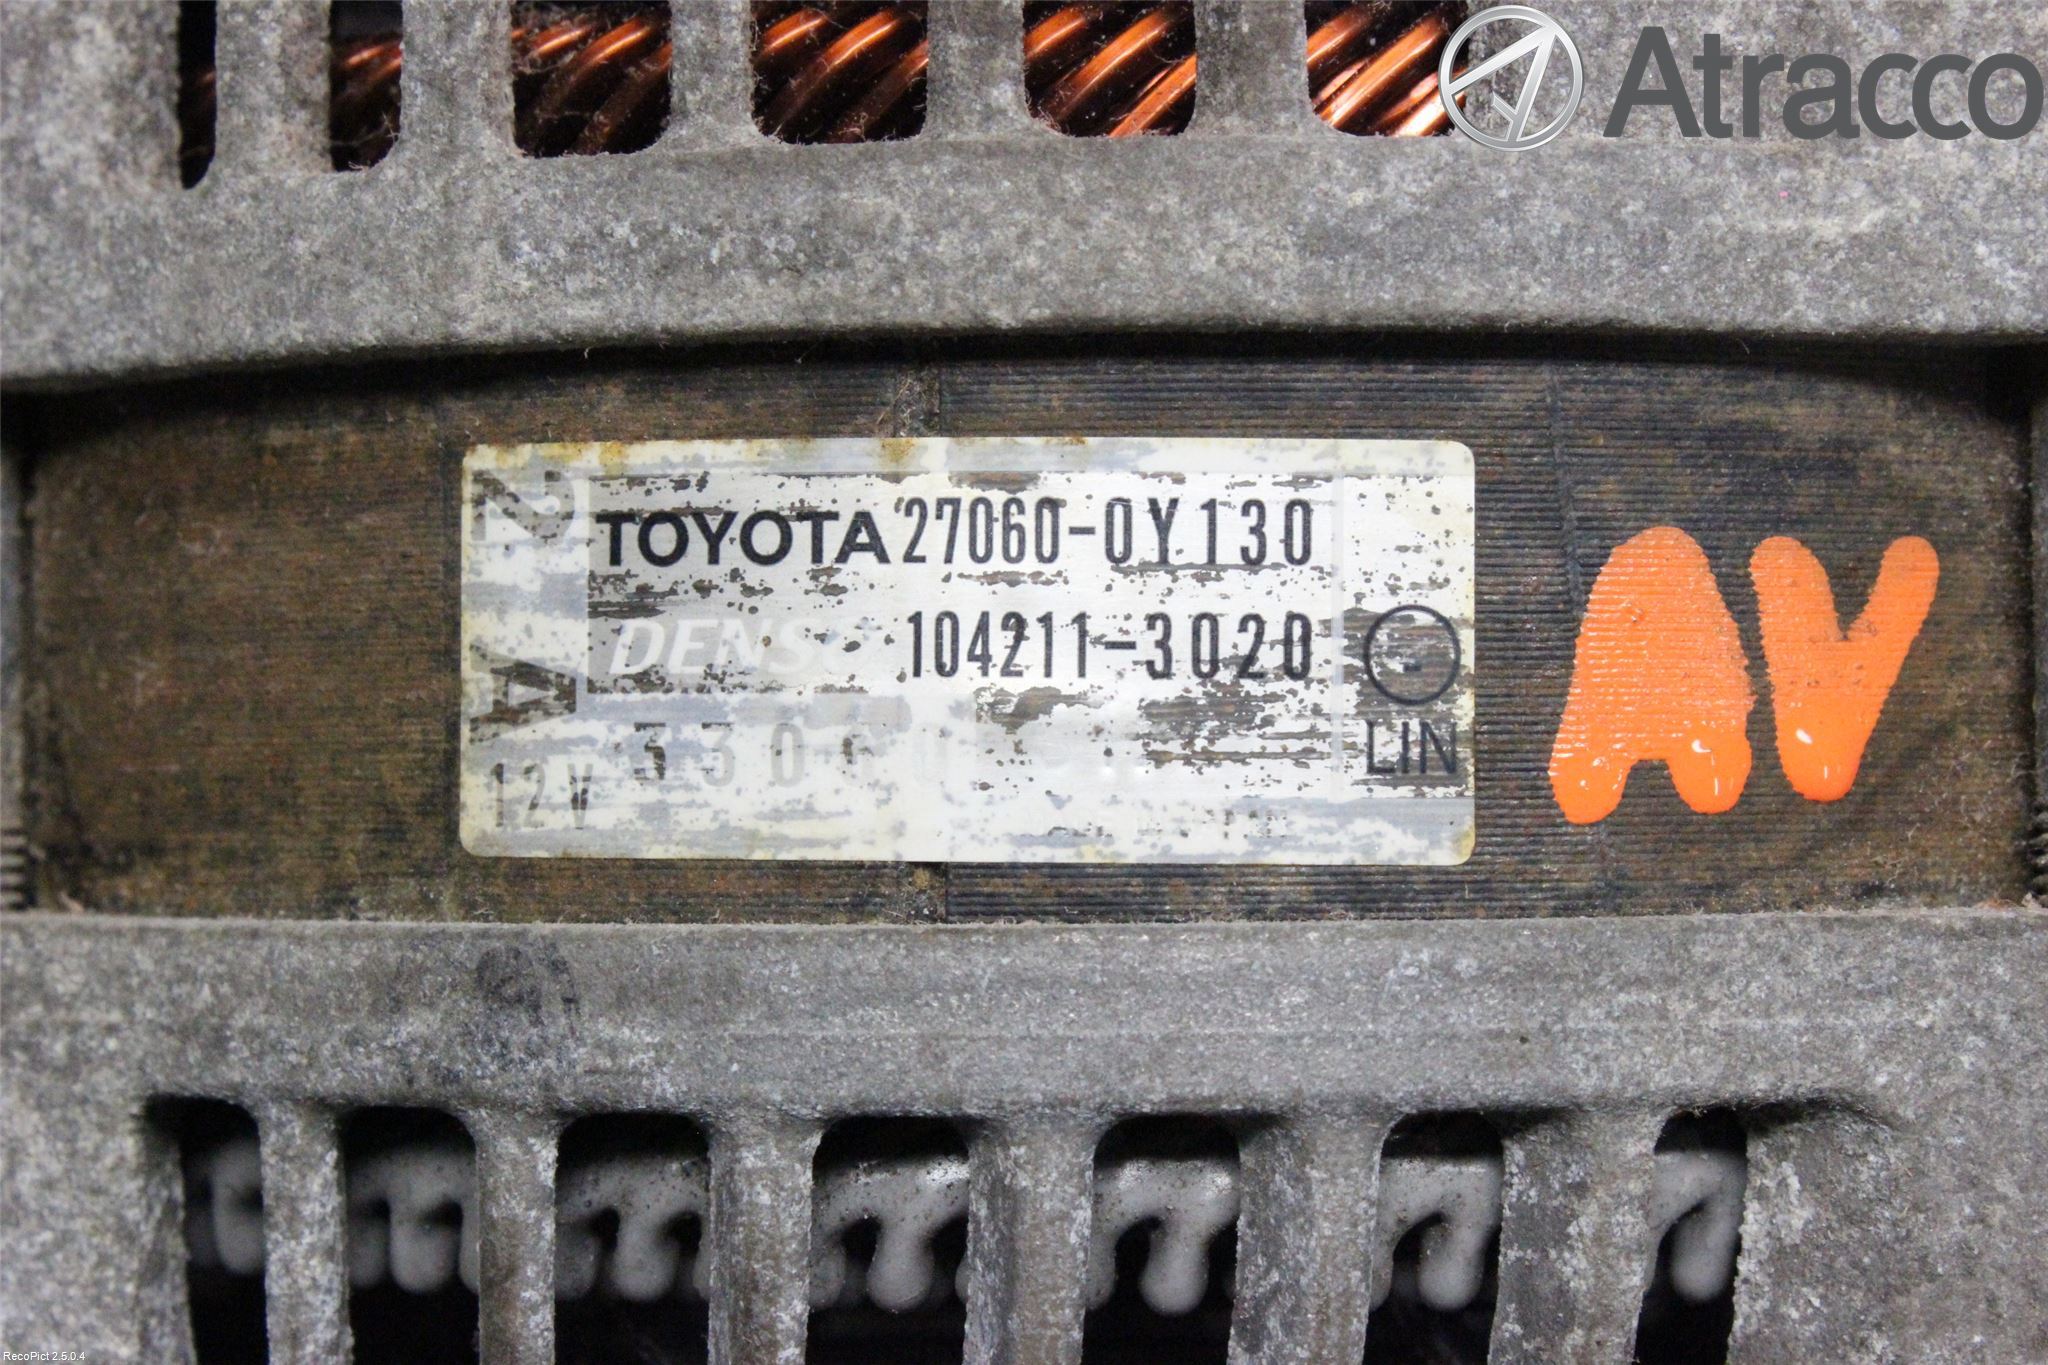 Atracco
TOYOTA 27060-0Y130
DENSO 104211-3020
LIN
12V
AV
RecoPict 2.5.0.4